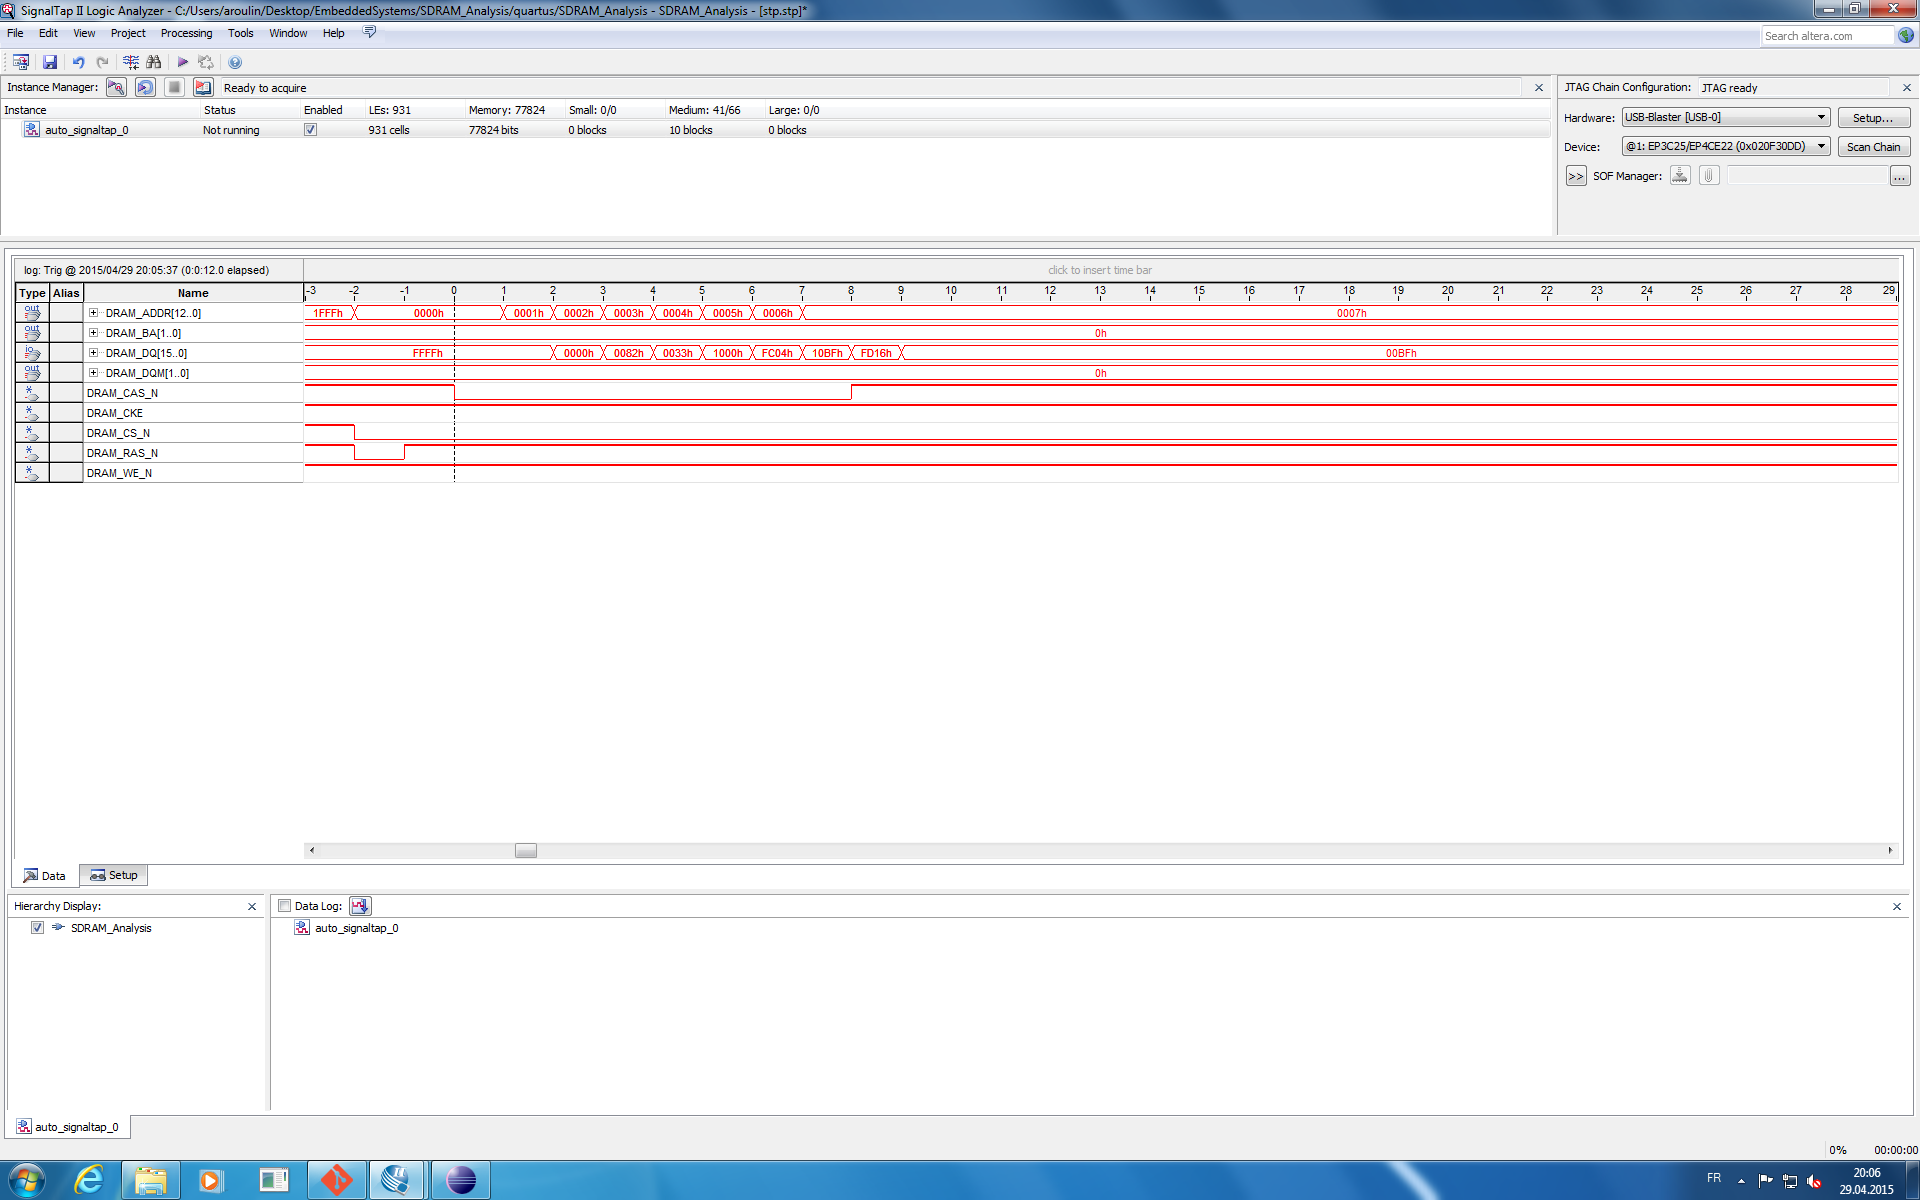 SignalTap II Logic Analyzer - C:/Users/aroulin/Desktop/EmbeddedSystems/SDRAM_Analysis/quartus/SDRAM_Analysis - SDRAM_Analysis - [stp.stp]*
File Edit View Project Processing Tools Window Help
Search altera.com
Instance Manager: Ready to acquire
Instance Status Enabled LEs: 931 Memory: 77824 Small: 0/0 Medium: 41/66 Large: 0/0
auto_signaltap_0 Not running 931 cells 77824 bits 0 blocks 10 blocks 0 blocks
JTAG Chain Configuration: JTAG ready
Hardware: USB-Blaster [USB-0] Setup...
Device: @1: EP3C25/EP4CE22 (0x020F30DD) Scan Chain
>> SOF Manager: ...
log: Trig @ 2015/04/29 20:05:37 (0:0:12.0 elapsed) click to insert time bar
Type Alias Name -3 -2 -1 0 1 2 3 4 5 6 7 8 9 10 11 12 13 14 15 16 17 18 19 20 21 22 23 24 25 26 27 28 29
out DRAM_ADDR[12..0] 1FFFh 0000h 0001h 0002h 0003h 0004h 0005h 0006h 0007h
out DRAM_BA[1..0] 0h
io DRAM_DQ[15..0] FFFFh 0000h 0082h 0033h 1000h FC04h 10BFh FD16h 00BFh
out DRAM_DQM[1..0] 0h
* DRAM_CAS_N
* DRAM_CKE
* DRAM_CS_N
* DRAM_RAS_N
* DRAM_WE_N
Data Setup
Hierarchy Display:
SDRAM_Analysis
Data Log:
auto_signaltap_0
auto_signaltap_0
0% 00:00:00
FR 20:06
29.04.2015